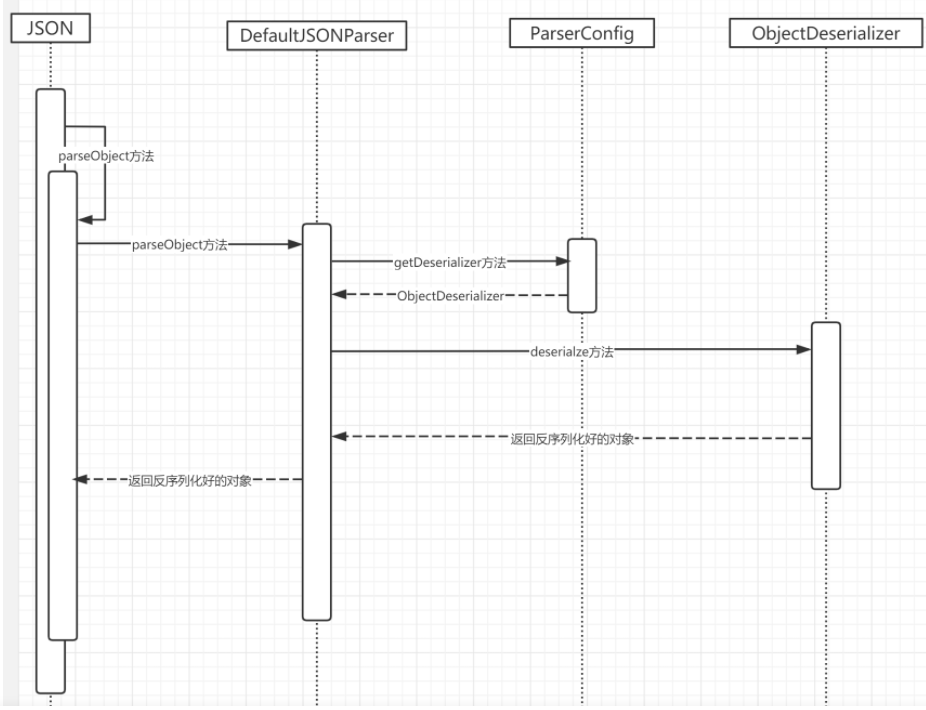 JSON
DefaultJSONParser
ParserConfig
ObjectDeserializer
parseObject方法
parseObject方法
getDeserializer方法
ObjectDeserializer
deserialze方法
返回反序列化好的对象
返回反序列化好的对象